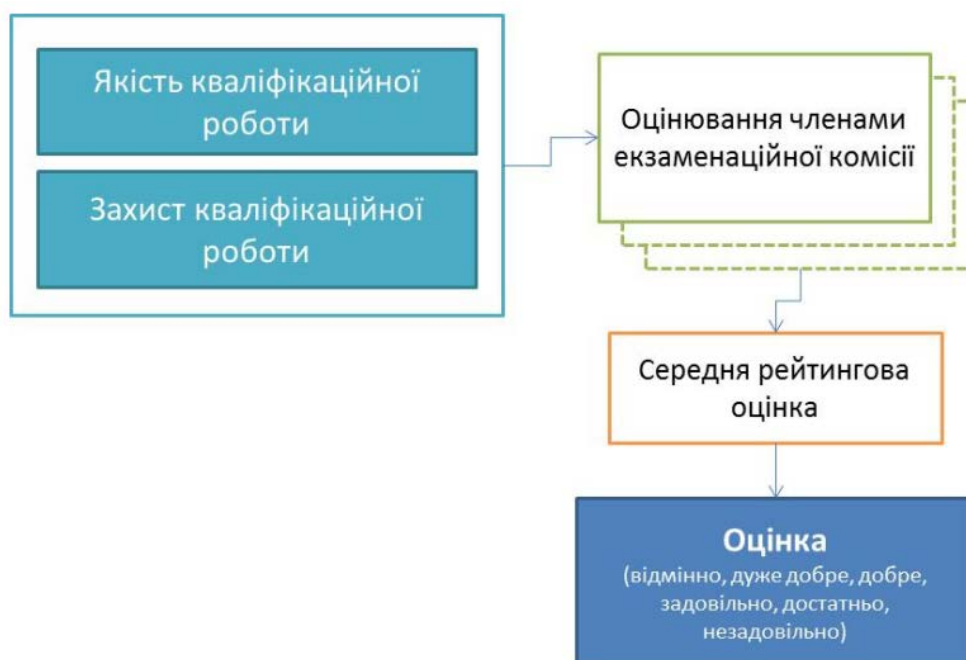 Якість кваліфікаційної
роботи
Захист кваліфікаційної
роботи
Оцінювання членами
екзаменаційної комісії
Середня рейтингова
оцінка
Оцінка
(відмінно, дуже добре, добре,
задовільно, достатньо,
незадовільно)